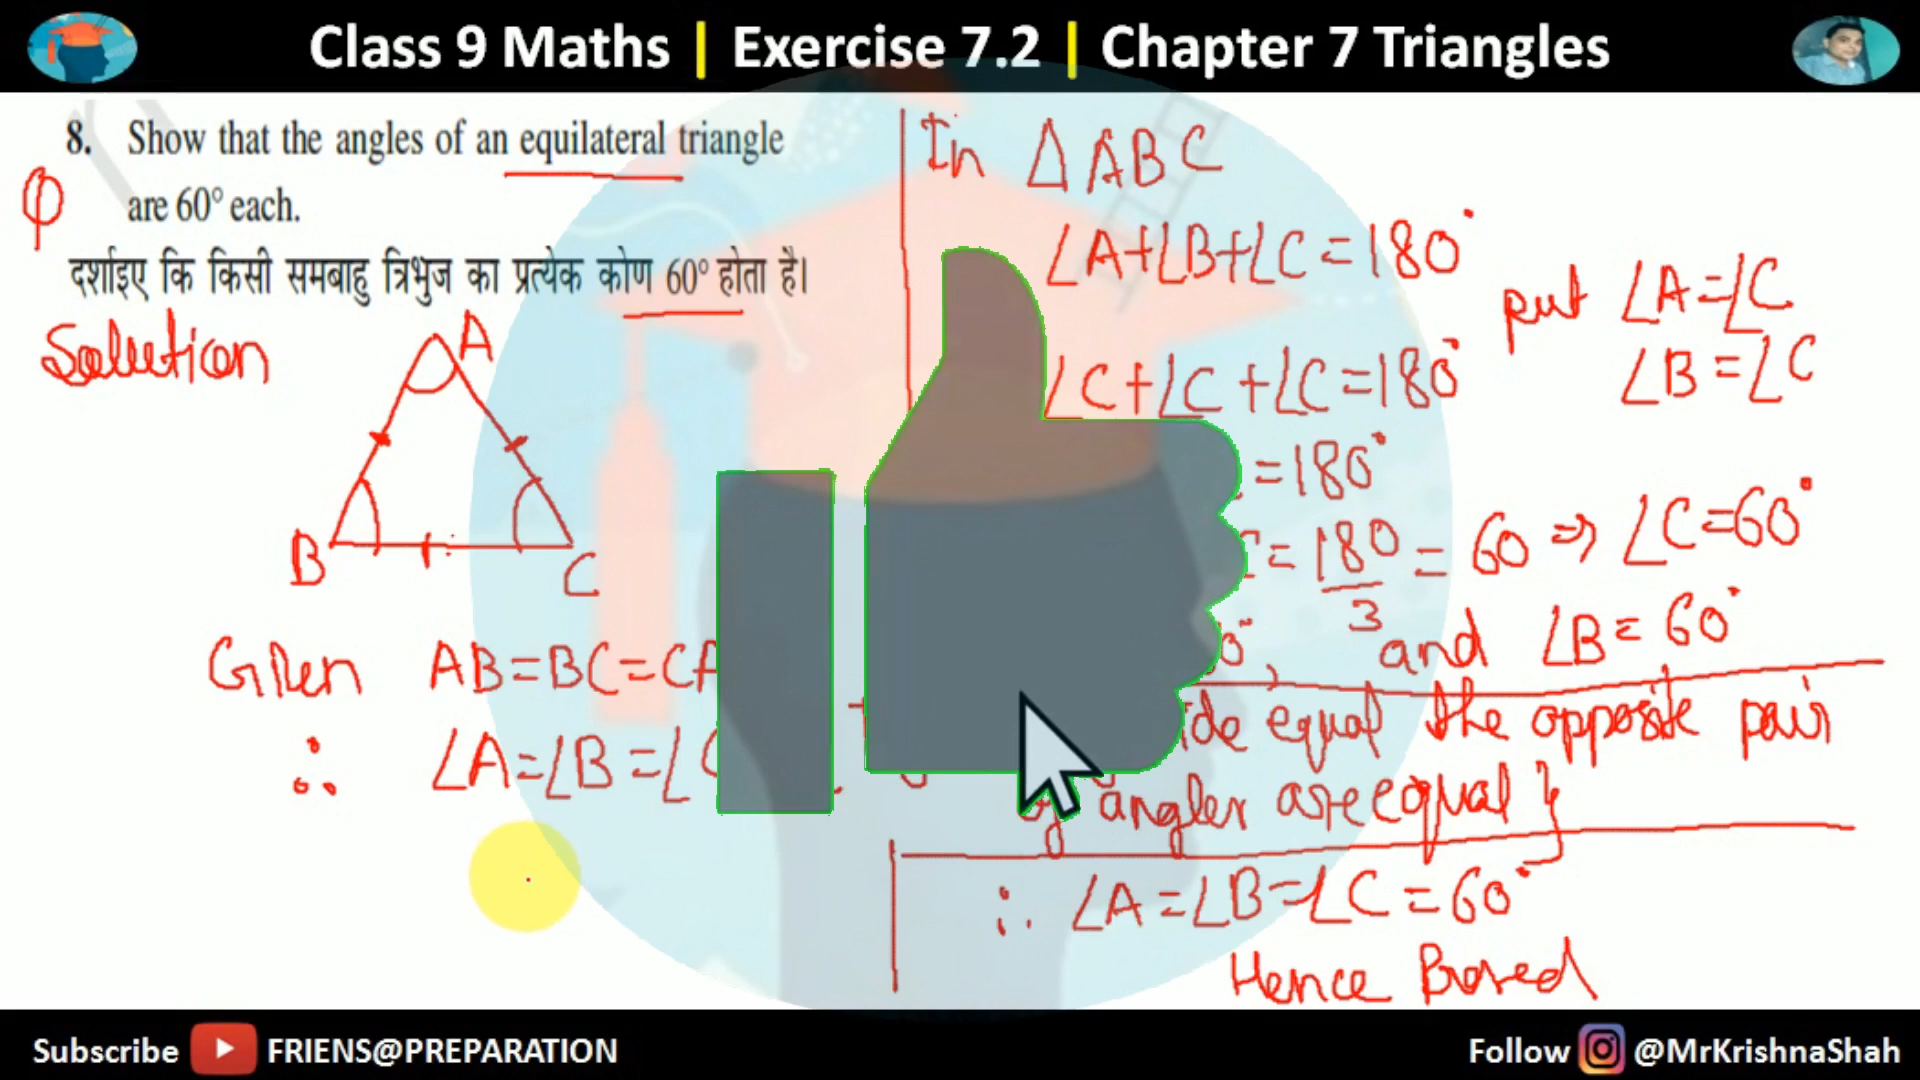 Class 9 Maths | Exercise 7.2 | Chapter 7 Triangles
8. Show that the angles of an equilateral triangle
are 60° each.
दर्शाइए कि किसी समबाहु त्रिभुज का प्रत्येक कोण 60° होता है।
Solution
A
B
C
Given AB=BC=CA
∴ ∠A=∠B=∠C
In ΔABC
∠A+∠B+∠C=180°
put ∠A=∠C
∠B=∠C
∠C+∠C+∠C=180°
=180°
= 180/3 = 60 ⇒ ∠C=60°
and ∠B=60°
equal the opposite pair
of angles are equal }
∴ ∠A=∠B=∠C=60°
Hence Proved
Subscribe FRIENS@PREPARATION
Follow @MrKrishnaShah